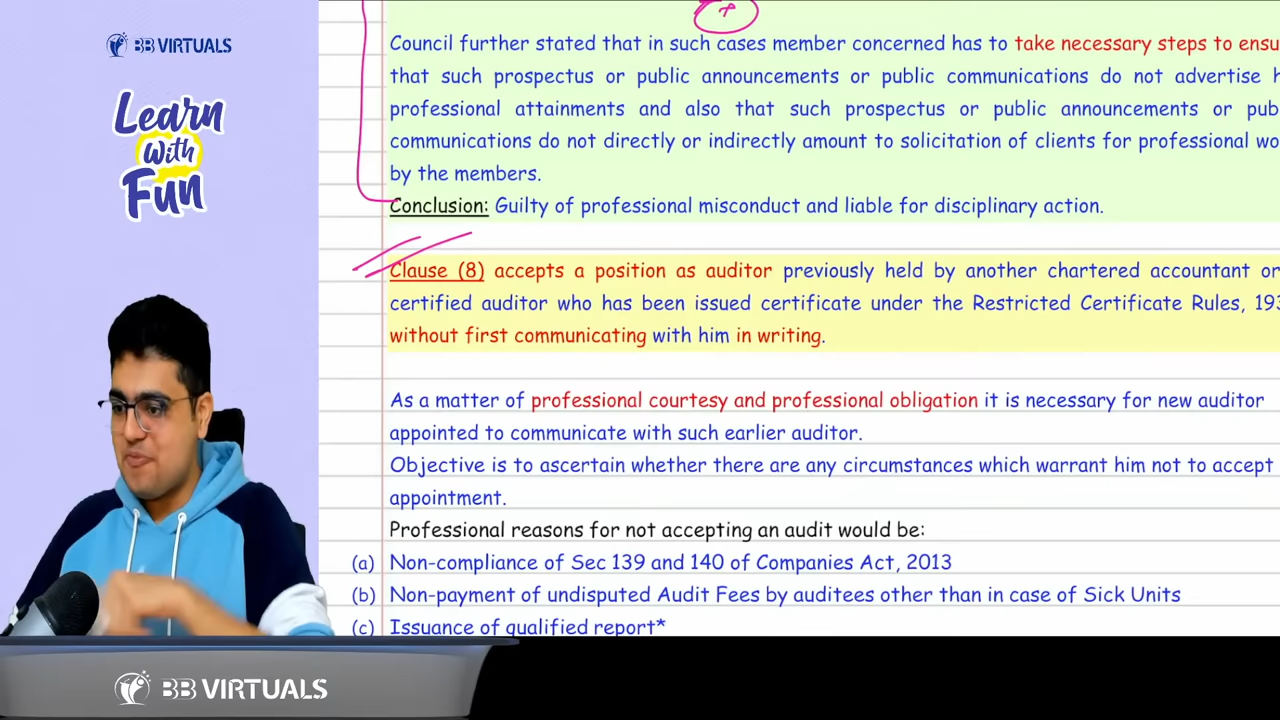 BB VIRTUALS
Learn
With
Fun
Council further stated that in such cases member concerned has to take necessary steps to ensu
that such prospectus or public announcements or public communications do not advertise h
professional attainments and also that such prospectus or public announcements or pub
communications do not directly or indirectly amount to solicitation of clients for professional wo
by the members.
Conclusion: Guilty of professional misconduct and liable for disciplinary action.
Clause (8) accepts a position as auditor previously held by another chartered accountant or
certified auditor who has been issued certificate under the Restricted Certificate Rules, 193
without first communicating with him in writing.
As a matter of professional courtesy and professional obligation it is necessary for new auditor
appointed to communicate with such earlier auditor.
Objective is to ascertain whether there are any circumstances which warrant him not to accept
appointment.
Professional reasons for not accepting an audit would be:
(a) Non-compliance of Sec 139 and 140 of Companies Act, 2013
(b) Non-payment of undisputed Audit Fees by auditees other than in case of Sick Units
(c) Issuance of qualified report*
BB VIRTUALS